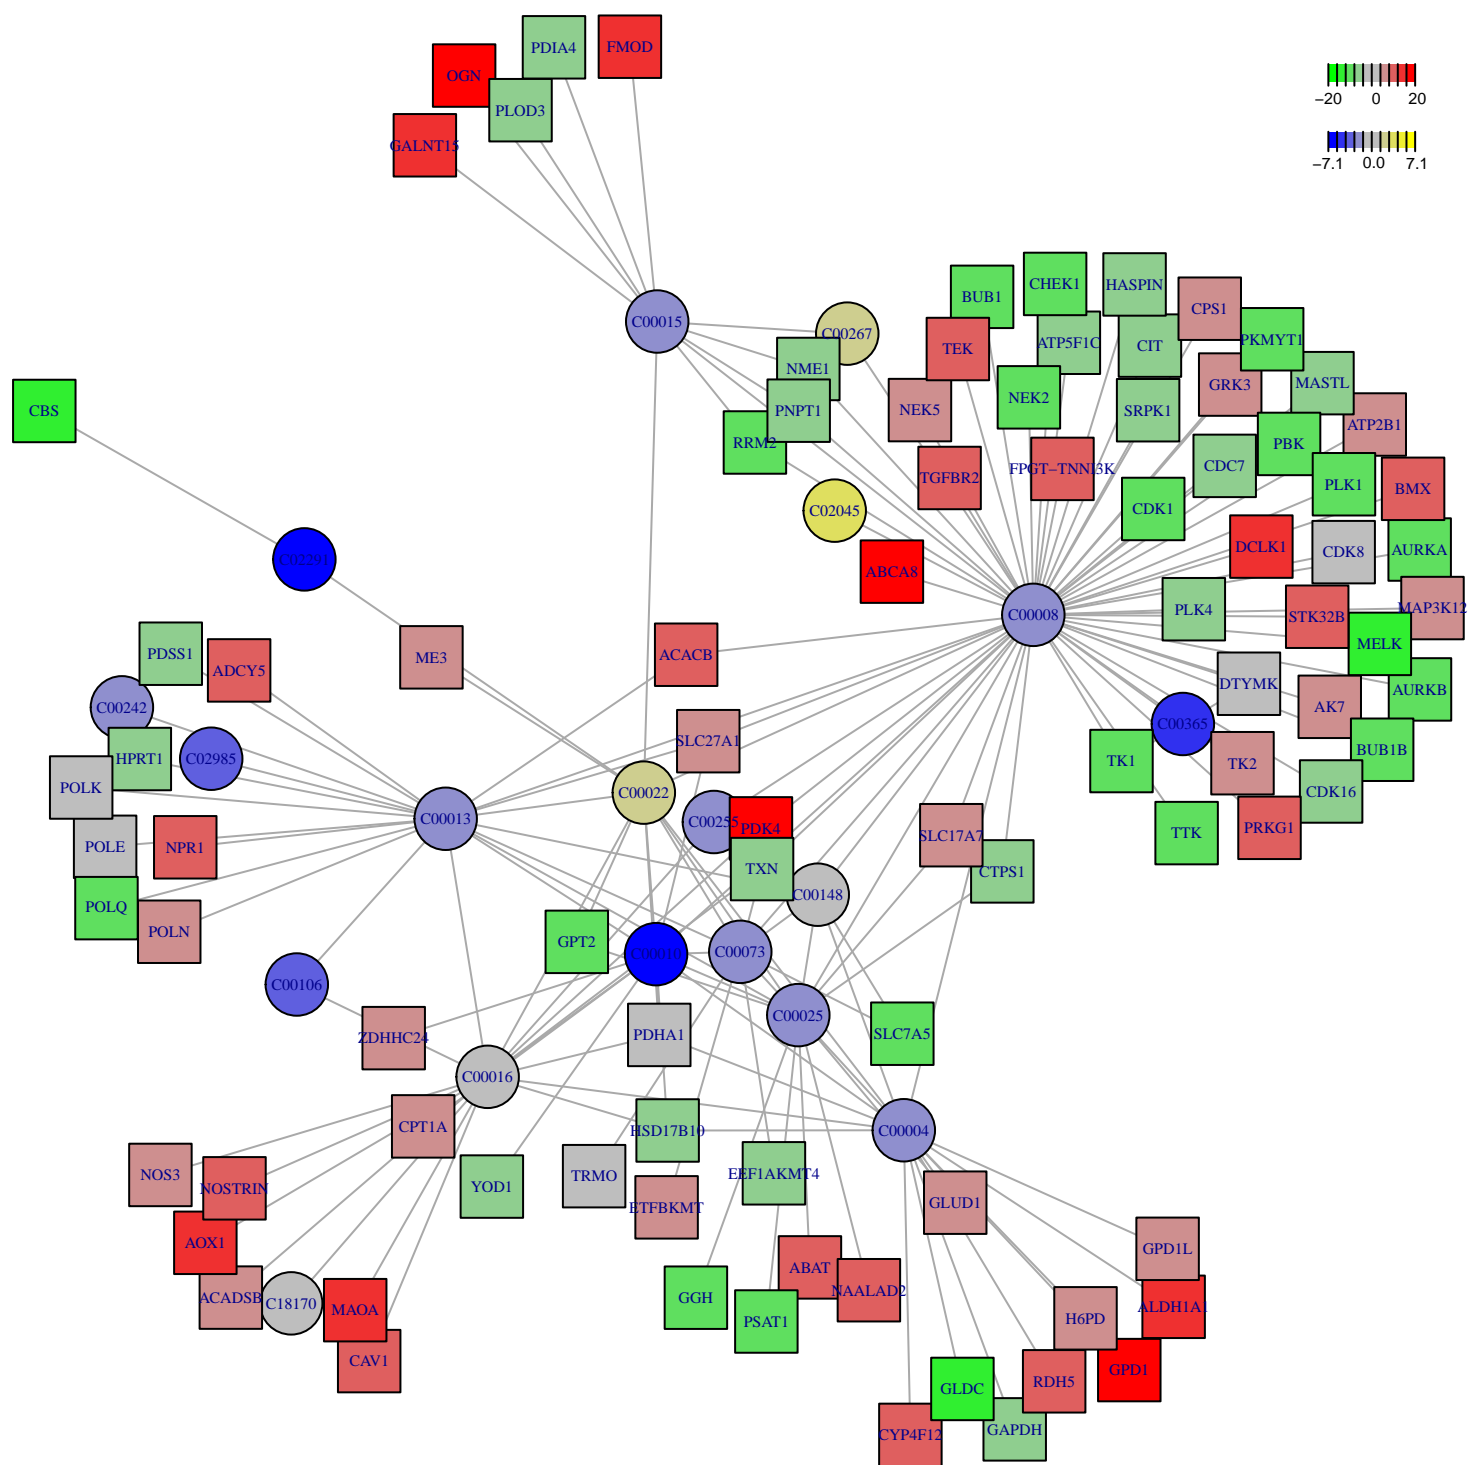 PDIA4
FMOD
OGN
PLOD3
GALNT15
−20 0 20
−7.1 0.0 7.1
C00015
C00267
NME1
PNPT1
RRM2
C02045
ABCA8
BUB1
CHEK1
HASPIN
CPS1
TEK
ATP5F1C
CIT
PKMYT1
NEK5
NEK2
SRPK1
GRK3
MASTL
ATP2B1
TGFBR2
FPGT−TNNI3K
CDC7
PBK
PLK1
BMX
CDK1
DCLK1
CDK8
AURKA
C00008
PLK4
STK32B
MAP3K12
MELK
DTYMK
AK7
AURKB
C00365
TK1
TK2
BUB1B
CDK16
TTK
PRKG1
CBS
C02291
ME3
ACACB
PDSS1
ADCY5
C00242
HPRT1
C02985
POLK
SLC27A1
C00022
C00013
POLE
NPR1
C00255
PDK4
TXN
SLC17A7
CTPS1
C00148
POLQ
POLN
GPT2
C00010
C00073
C00106
C00025
ZDHHC24
PDHA1
SLC7A5
C00016
CPT1A
HSD17B10
C00004
NOS3
NOSTRIN
YOD1
TRMO
ETFBKMT
EEF1AKMT4
GLUD1
AOX1
ACADSB
C18170
MAOA
CAV1
GGH
PSAT1
ABAT
NAALAD2
GPD1L
ALDH1A1
H6PD
GPD1
RDH5
GLDC
GAPDH
CYP4F12